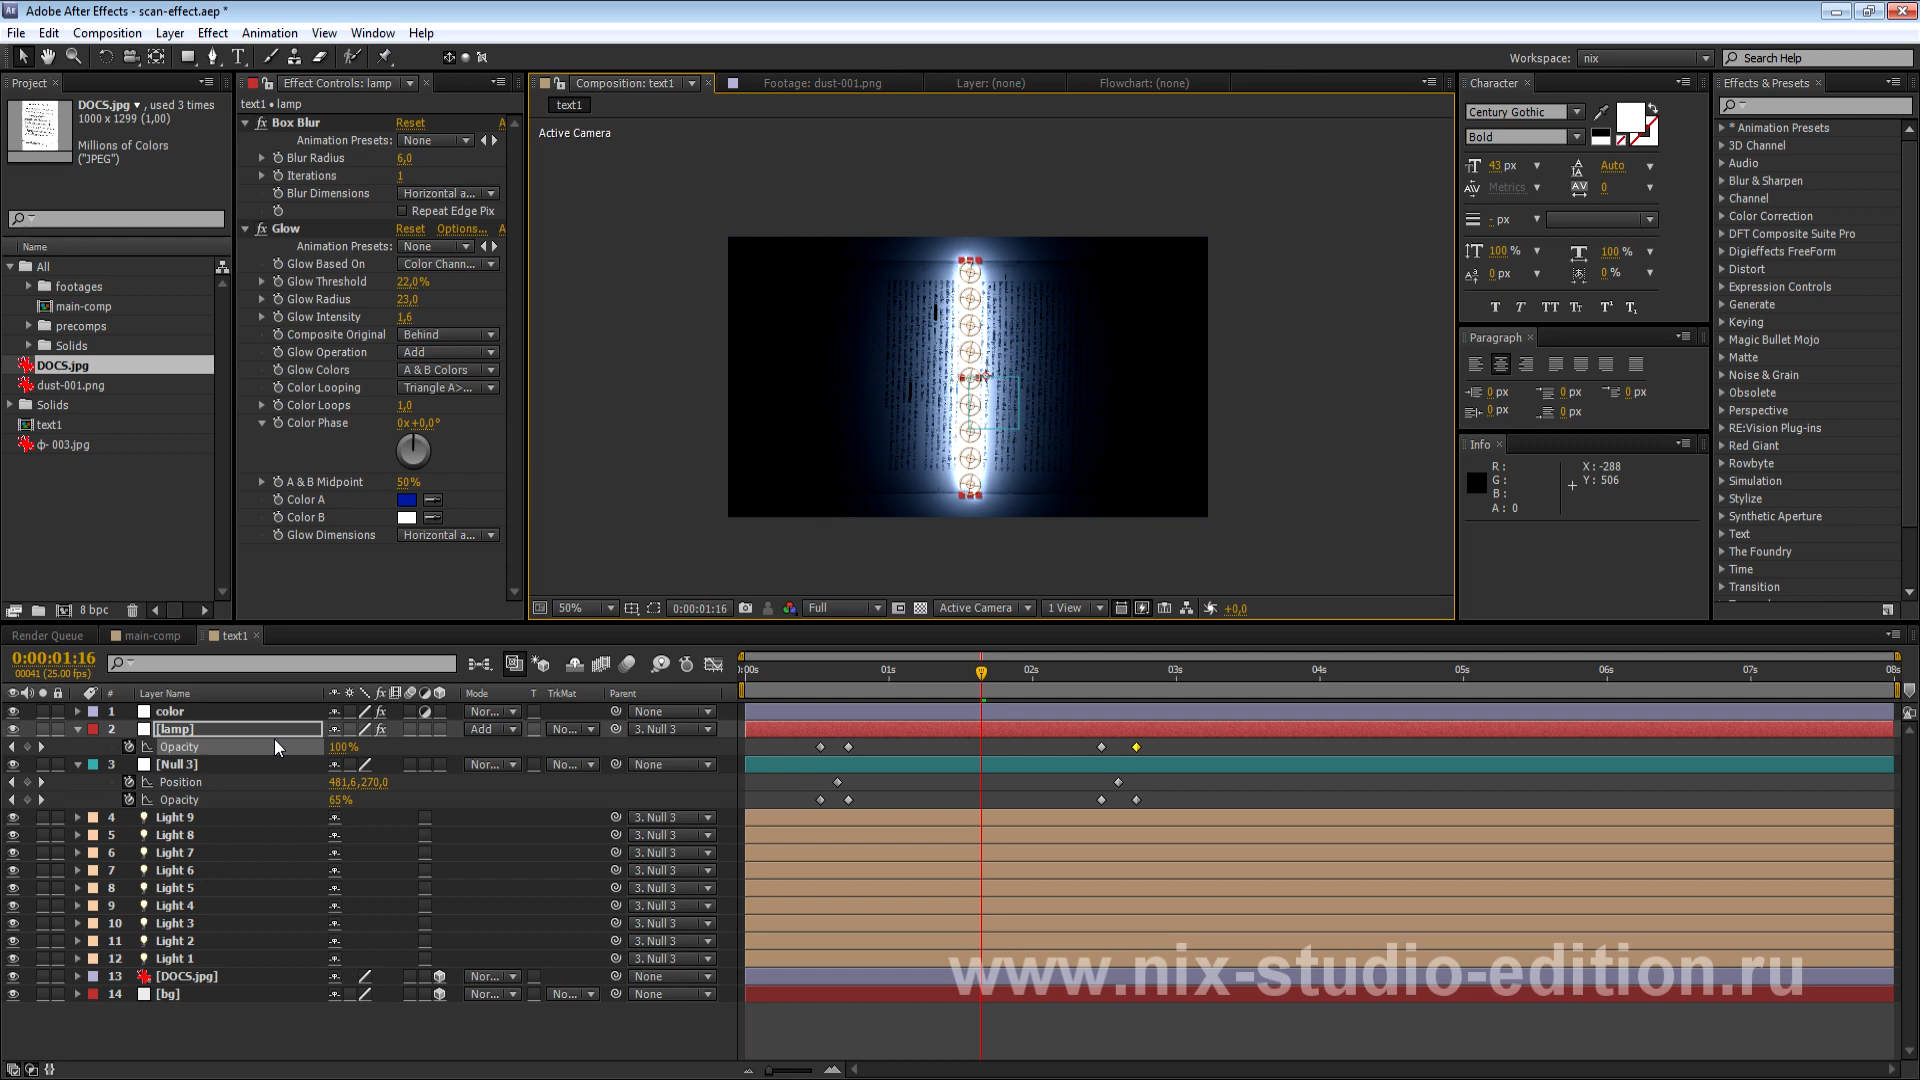 Adobe After Effects - scan-effect.aep *
File Edit Composition Layer Effect Animation View Window Help
Workspace: nix Search Help
Project
DOCS.jpg , used 3 times
1000 x 1299 (1,00)
Millions of Colors
("JPEG")
Name
All
footages
main-comp
precomps
Solids
DOCS.jpg
dust-001.png
Solids
text1
ф- 003.jpg
8 bpc
Effect Controls: lamp
text1 • lamp
fx Box Blur Reset A
Animation Presets: None
Blur Radius 6,0
Iterations 1
Blur Dimensions Horizontal a...
Repeat Edge Pix
fx Glow Reset Options... A
Animation Presets: None
Glow Based On Color Chann...
Glow Threshold 22,0%
Glow Radius 23,0
Glow Intensity 1,6
Composite Original Behind
Glow Operation Add
Glow Colors A & B Colors
Color Looping Triangle A>...
Color Loops 1,0
Color Phase 0x+0,0°
A & B Midpoint 50%
Color A
Color B
Glow Dimensions Horizontal a...
Composition: text1 Footage: dust-001.png Layer: (none) Flowchart: (none)
text1
Active Camera
50% 0:00:01:16 Full Active Camera 1 View +0,0
Character
Century Gothic
Bold
43 px Auto
Metrics 0
- px
100 % 100 %
0 px 0 %
T T TT Tr T¹ T₁
Paragraph
0 px 0 px 0 px
0 px 0 px
Info
R :
G :
B :
A : 0
X : -288
Y : 506
Effects & Presets
* Animation Presets
3D Channel
Audio
Blur & Sharpen
Channel
Color Correction
DFT Composite Suite Pro
Digieffects FreeForm
Distort
Expression Controls
Generate
Keying
Magic Bullet Mojo
Matte
Noise & Grain
Obsolete
Perspective
RE:Vision Plug-ins
Red Giant
Rowbyte
Simulation
Stylize
Synthetic Aperture
Text
The Foundry
Time
Transition
Render Queue main-comp text1
0:00:01:16
00041 (25.00 fps)
:00s 01s 02s 03s 04s 05s 06s 07s 08s
# Layer Name fx Mode T TrkMat Parent
1 color fx Nor... None
2 [lamp] fx Add No... 3. Null 3
Opacity 100%
3 [Null 3] Nor... No... None
Position 481,6,270,0
Opacity 65%
4 Light 9 3. Null 3
5 Light 8 3. Null 3
6 Light 7 3. Null 3
7 Light 6 3. Null 3
8 Light 5 3. Null 3
9 Light 4 3. Null 3
10 Light 3 3. Null 3
11 Light 2 3. Null 3
12 Light 1 3. Null 3
13 [DOCS.jpg] Nor... None
14 [bg] Nor... No... None
www.nix-studio-edition.ru